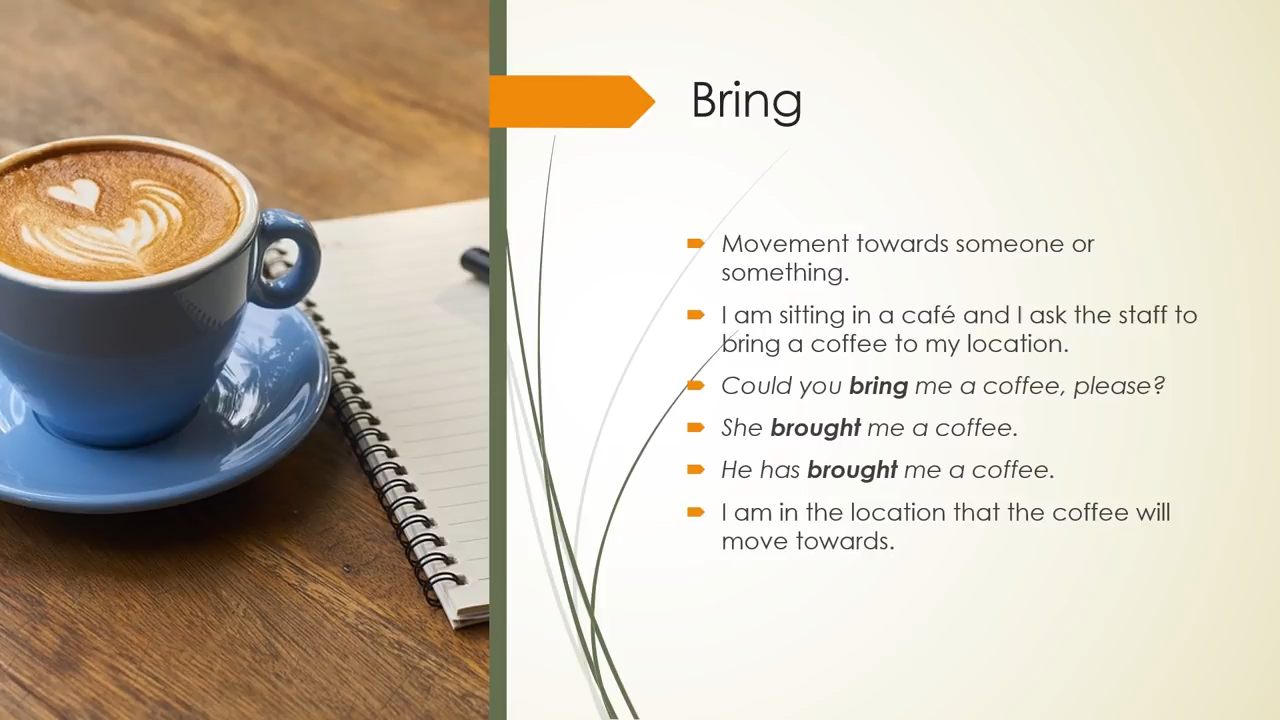 Bring
Movement towards someone or
something.
I am sitting in a café and I ask the staff to
bring a coffee to my location.
Could you bring me a coffee, please?
She brought me a coffee.
He has brought me a coffee.
I am in the location that the coffee will
move towards.